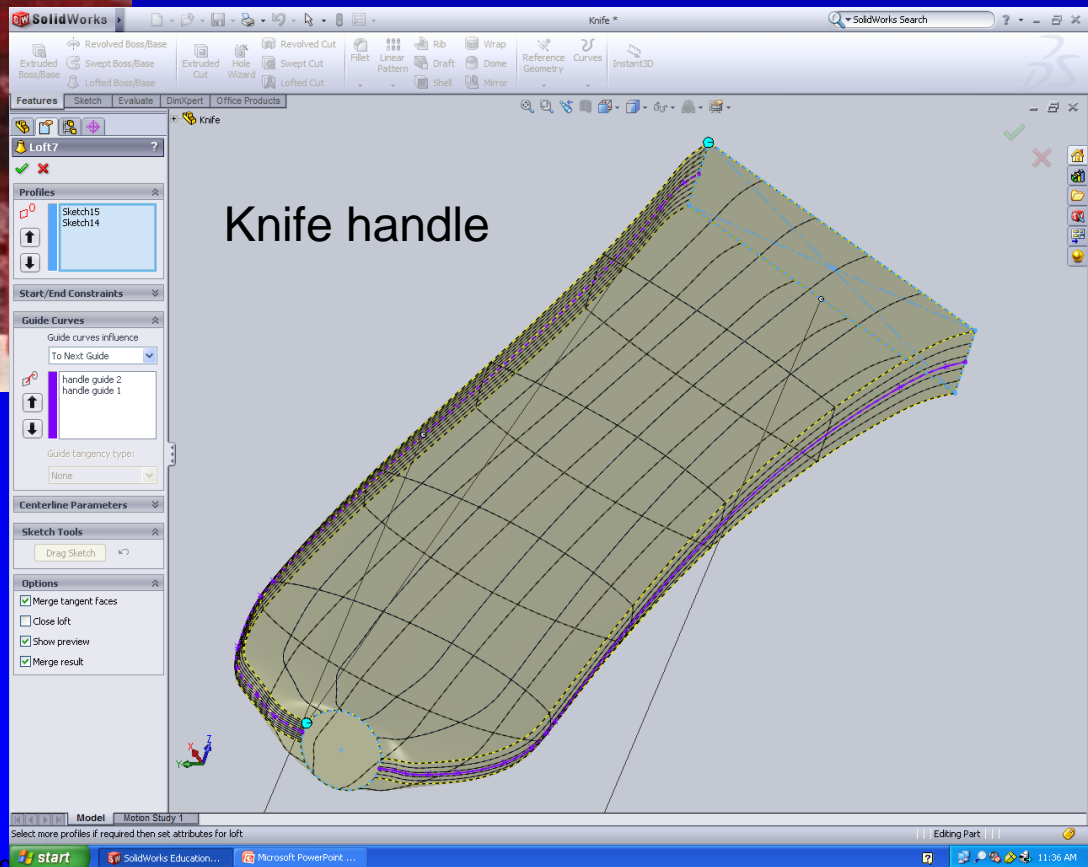 SolidWorks
Knife *
SolidWorks Search
?
Extruded Boss/Base
Revolved Boss/Base
Swept Boss/Base
Lofted Boss/Base
Extruded Cut
Hole Wizard
Revolved Cut
Swept Cut
Lofted Cut
Fillet
Linear Pattern
Rib
Draft
Shell
Wrap
Dome
Mirror
Reference Geometry
Curves
Instant3D
Features
Sketch
Evaluate
DimXpert
Office Products
Knife
Loft7
?
Profiles
Sketch15
Sketch14
Knife handle
Start/End Constraints
Guide Curves
Guide curves influence
To Next Guide
handle guide 2
handle guide 1
Guide tangency type:
None
Centerline Parameters
Sketch Tools
Drag Sketch
Options
Merge tangent faces
Close loft
Show preview
Merge result
X
Y
Z
Model
Motion Study 1
Select more profiles if required then set attributes for loft
Editing Part
start
SolidWorks Education...
Microsoft PowerPoint ...
11:36 AM